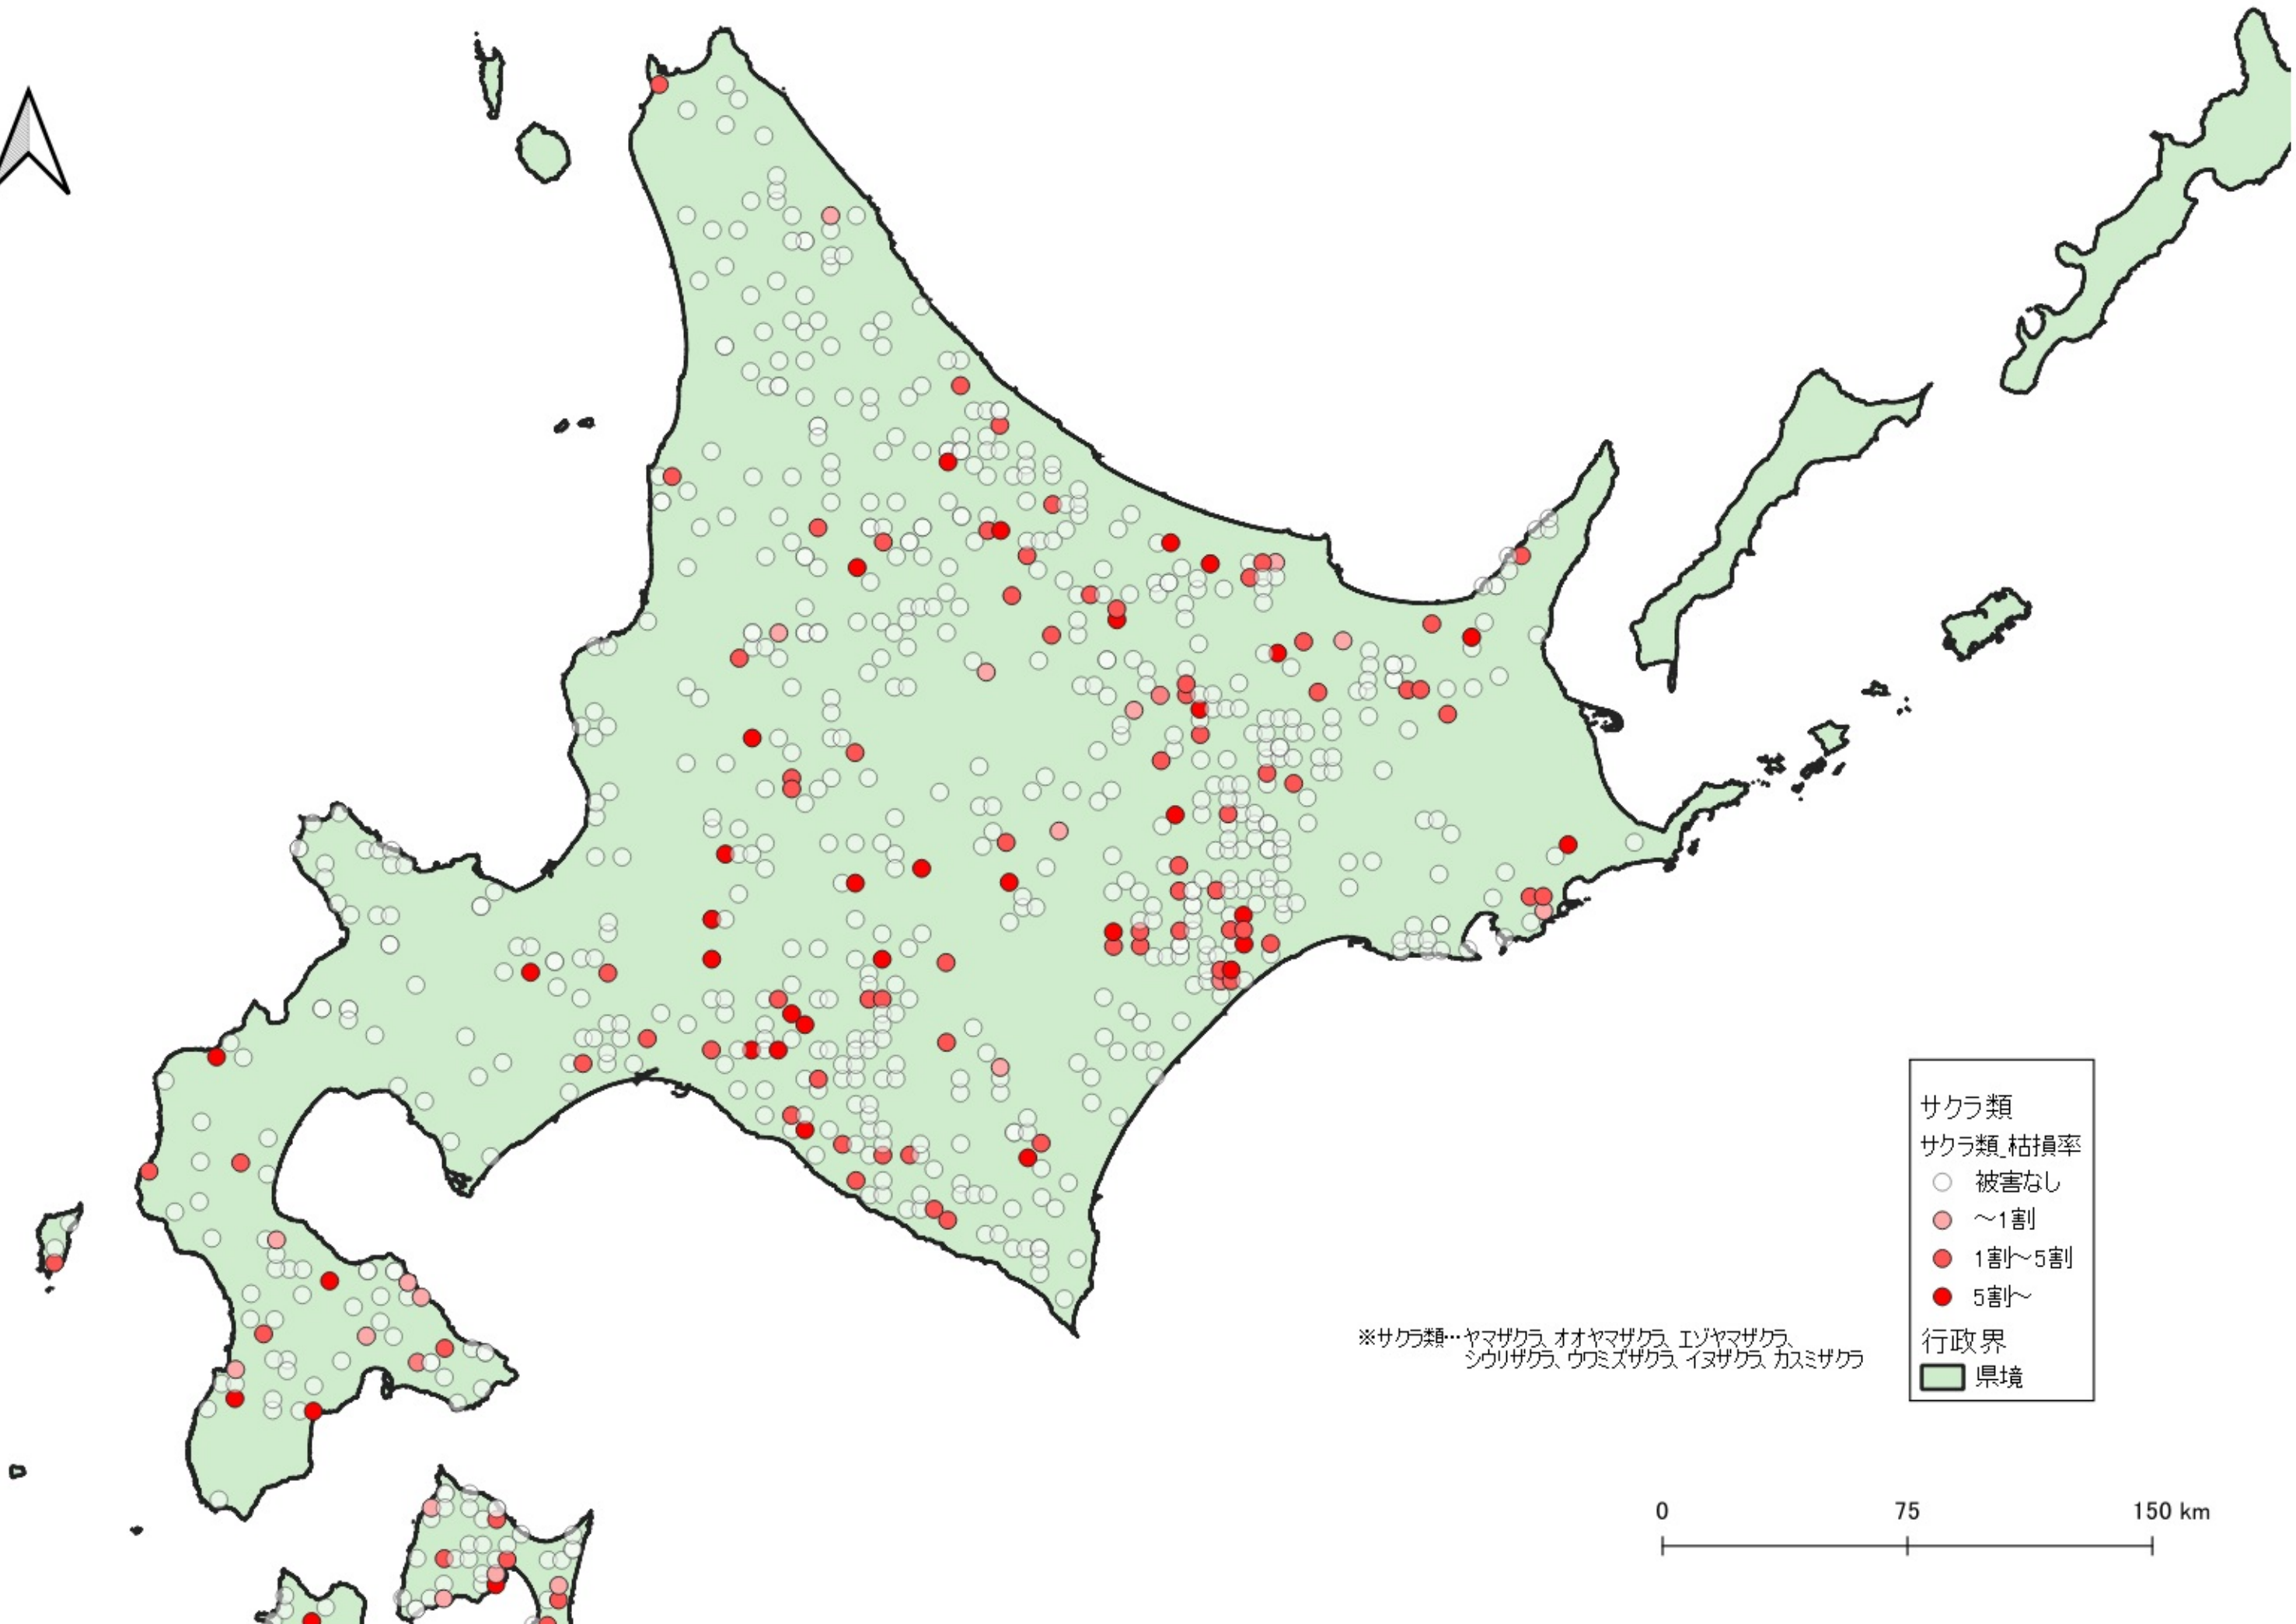 サクラ類
サクラ類_枯損率
被害なし
～1割
1割～5割
5割～
行政界
県境
※サクラ類…ヤマザクラ、オオヤマザクラ、エゾヤマザクラ、
シウリザクラ、ウワミズザクラ、イヌザクラ、カスミザクラ
0 75 150 km